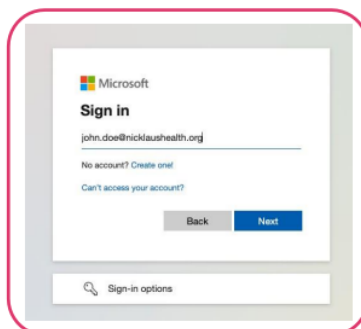 Microsoft
Sign in
john.doe@nicklaushealth.org
No account? Create one!
Can't access your account?
Back
Next
Sign-in options